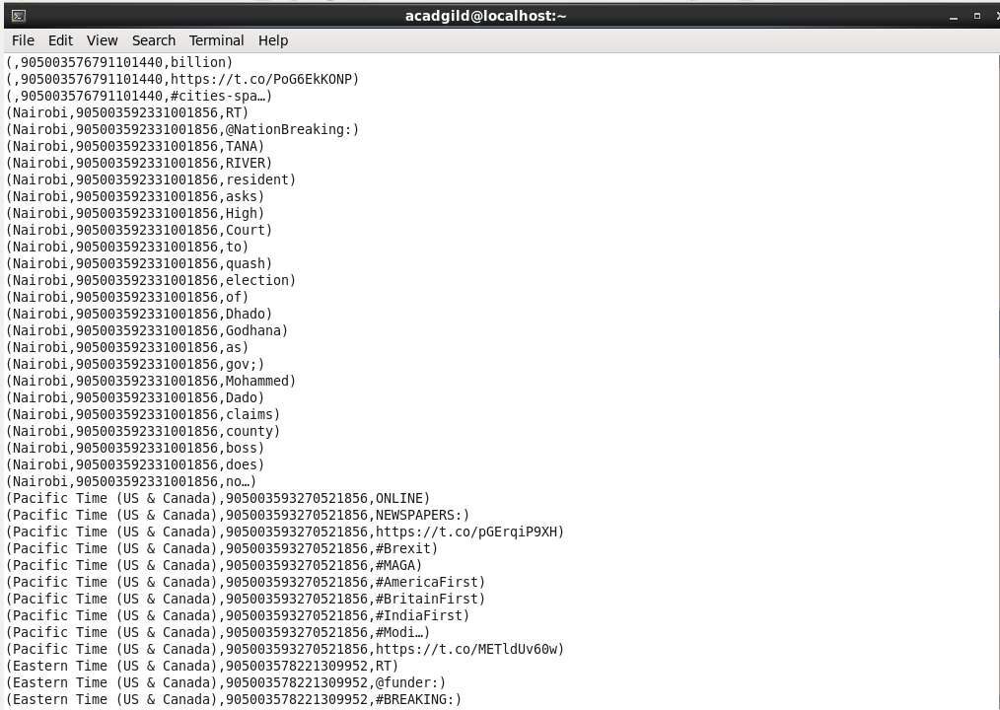 acadgild@localhost:~
File Edit View Search Terminal Help
(,905003576791101440,billion)
(,905003576791101440,https://t.co/PoG6EkKONP)
(,905003576791101440,#cities-spa…)
(Nairobi,905003592331001856,RT)
(Nairobi,905003592331001856,@NationBreaking:)
(Nairobi,905003592331001856,TANA)
(Nairobi,905003592331001856,RIVER)
(Nairobi,905003592331001856,resident)
(Nairobi,905003592331001856,asks)
(Nairobi,905003592331001856,High)
(Nairobi,905003592331001856,Court)
(Nairobi,905003592331001856,to)
(Nairobi,905003592331001856,quash)
(Nairobi,905003592331001856,election)
(Nairobi,905003592331001856,of)
(Nairobi,905003592331001856,Dhado)
(Nairobi,905003592331001856,Godhana)
(Nairobi,905003592331001856,as)
(Nairobi,905003592331001856,gov;)
(Nairobi,905003592331001856,Mohammed)
(Nairobi,905003592331001856,Dado)
(Nairobi,905003592331001856,claims)
(Nairobi,905003592331001856,county)
(Nairobi,905003592331001856,boss)
(Nairobi,905003592331001856,does)
(Nairobi,905003592331001856,no…)
(Pacific Time (US & Canada),905003593270521856,ONLINE)
(Pacific Time (US & Canada),905003593270521856,NEWSPAPERS:)
(Pacific Time (US & Canada),905003593270521856,https://t.co/pGErqiP9XH)
(Pacific Time (US & Canada),905003593270521856,#Brexit)
(Pacific Time (US & Canada),905003593270521856,#MAGA)
(Pacific Time (US & Canada),905003593270521856,#AmericaFirst)
(Pacific Time (US & Canada),905003593270521856,#BritainFirst)
(Pacific Time (US & Canada),905003593270521856,#IndiaFirst)
(Pacific Time (US & Canada),905003593270521856,#Modi…)
(Pacific Time (US & Canada),905003593270521856,https://t.co/METldUv60w)
(Eastern Time (US & Canada),905003578221309952,RT)
(Eastern Time (US & Canada),905003578221309952,@funder:)
(Eastern Time (US & Canada),905003578221309952,#BREAKING:)